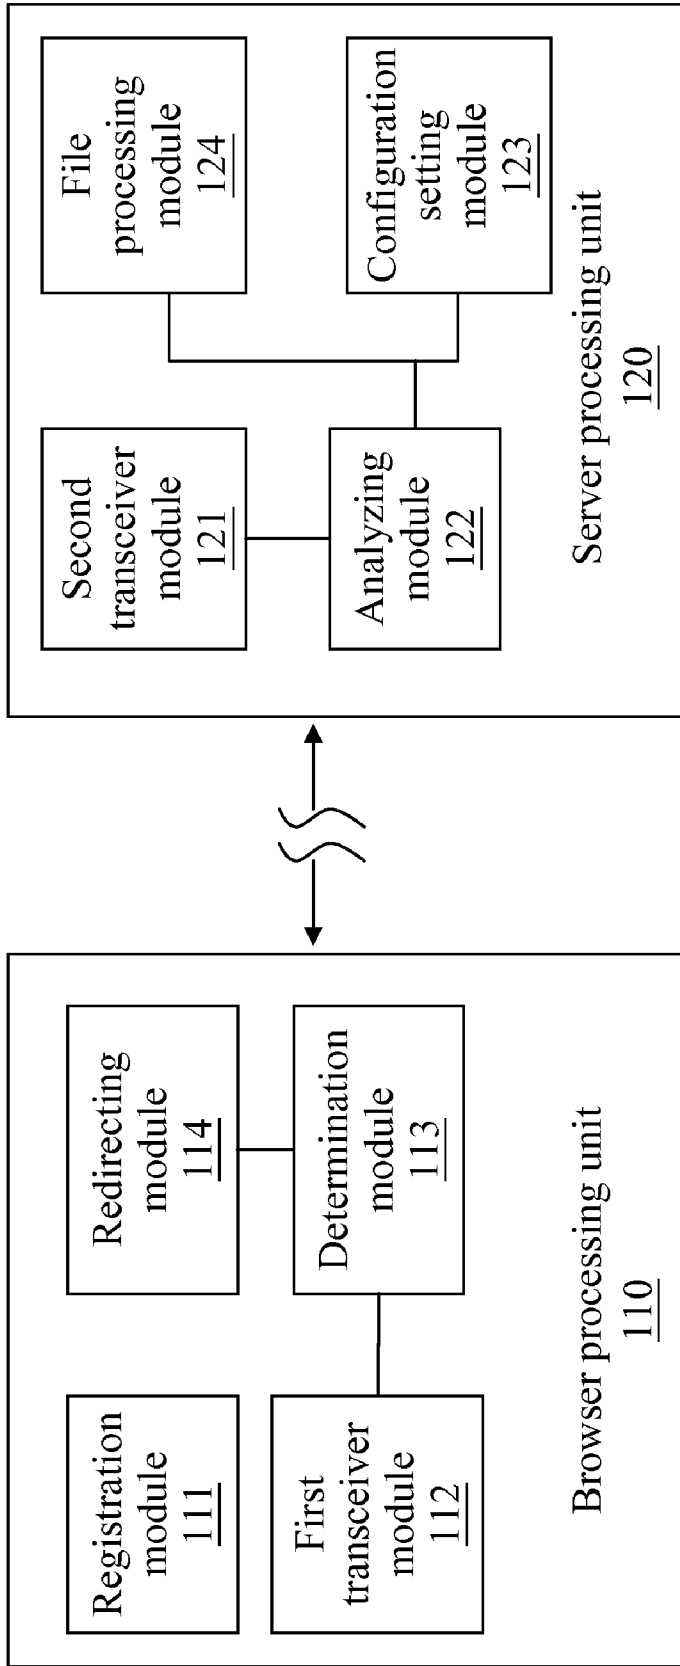 Registration
module
111
First
transceiver
module
112
Redirecting
module
114
Determination
module
113
Browser processing unit
110
Second
transceiver
module
121
Analyzing
module
122
File
processing
module
124
Configuration
setting
module
123
Server processing unit
120